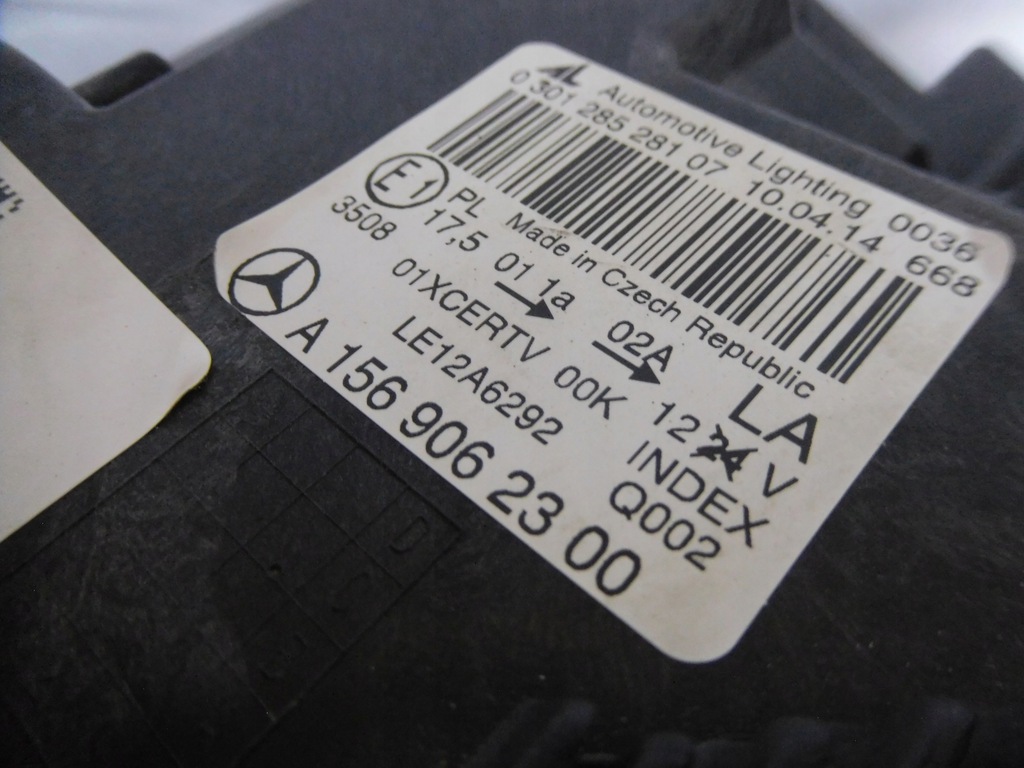 AL Automotive Lighting 0036
0 301 285 281 07 10.04.14 668
E1 PL Made in Czech Republic LA
17,5 01 1a 02A 12 24 V
3508 01XCERTV 00K INDEX
LE12A6292 Q002
A 156 906 23 00
D